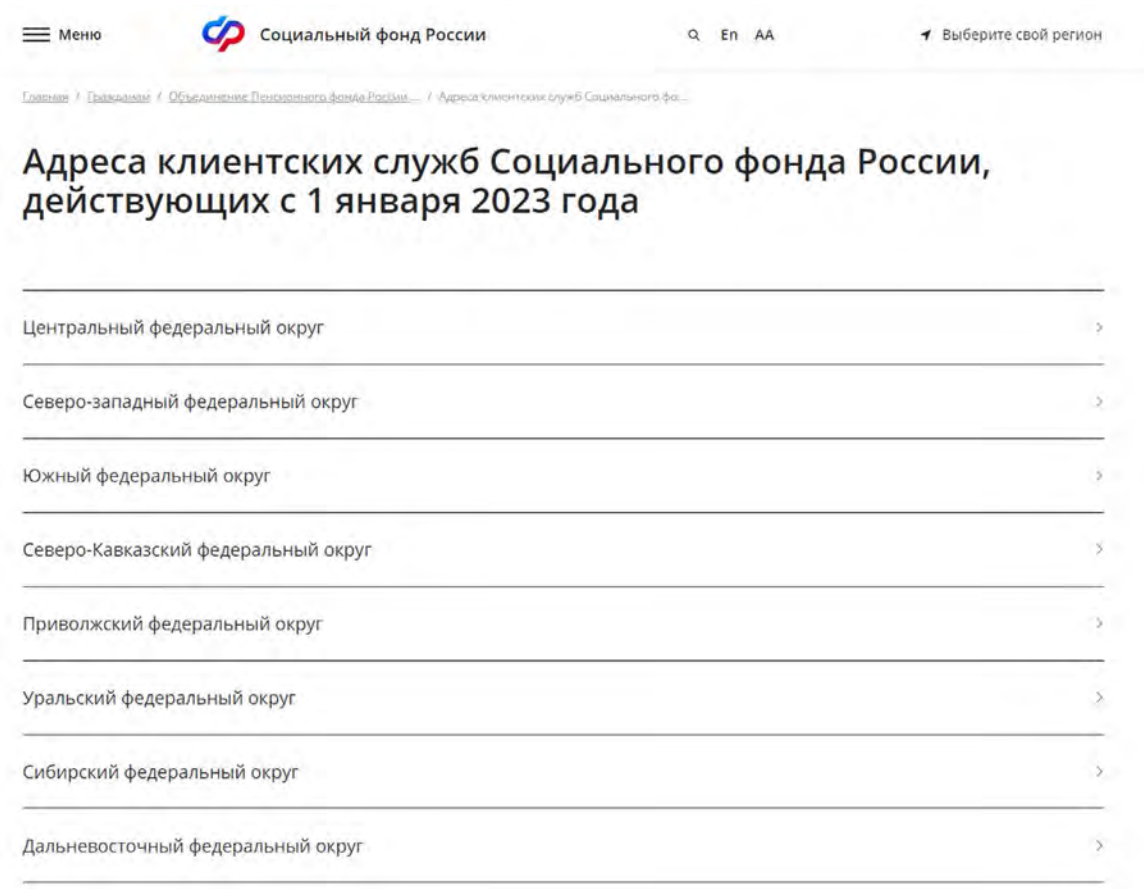 Меню Социальный фонд России En AA Выберите свой регион
Главная / Гражданам / Объединение Пенсионного фонда России ... / Адреса клиентских служб Социального фо...
Адреса клиентских служб Социального фонда России,
действующих с 1 января 2023 года
Центральный федеральный округ
Северо-западный федеральный округ
Южный федеральный округ
Северо-Кавказский федеральный округ
Приволжский федеральный округ
Уральский федеральный округ
Сибирский федеральный округ
Дальневосточный федеральный округ